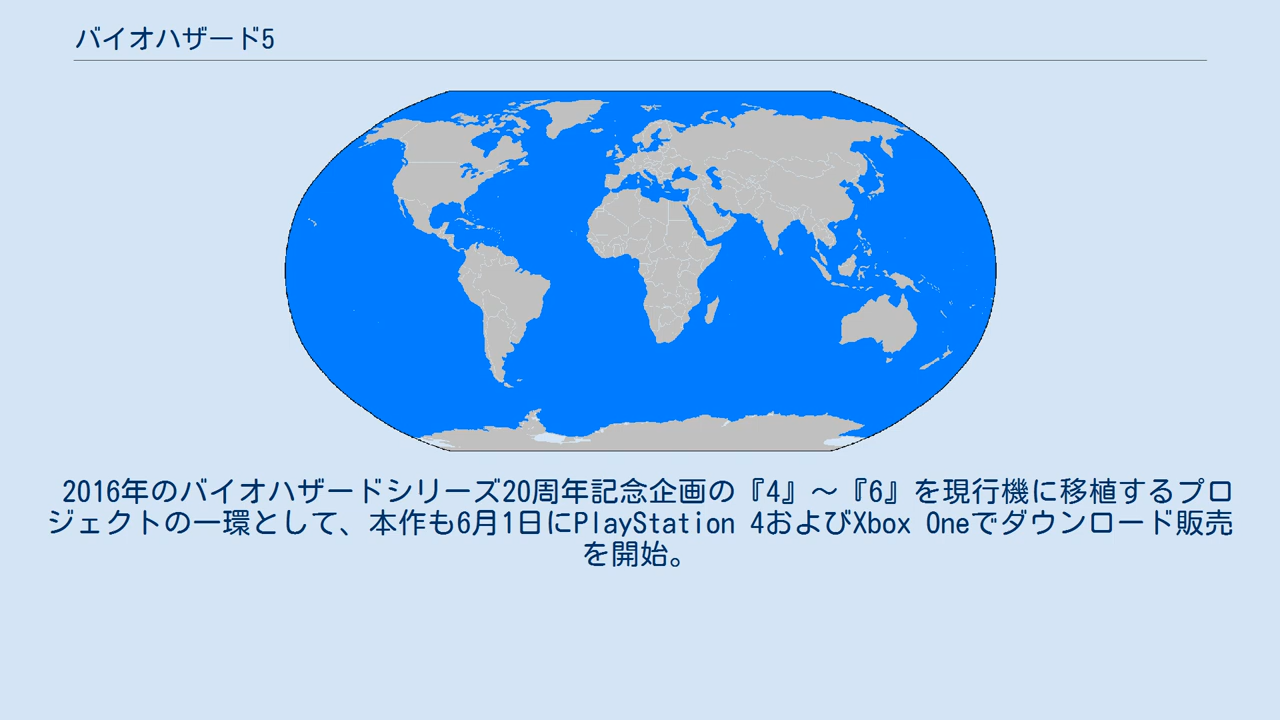 バイオハザード5
2016年のバイオハザードシリーズ20周年記念企画の『4』～『6』を現行機に移植するプロ
ジェクトの一環として、本作も6月1日にPlayStation 4およびXbox Oneでダウンロード販売
を開始。